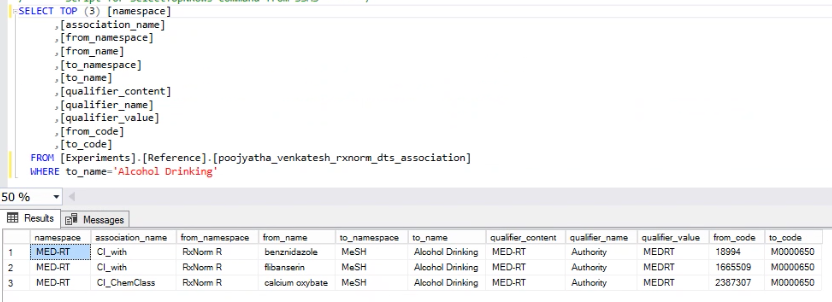 SELECT TOP (3) [namespace]
,[association_name]
,[from_namespace]
,[from_name]
,[to_namespace]
,[to_name]
,[qualifier_content]
,[qualifier_name]
,[qualifier_value]
,[from_code]
,[to_code]
FROM [Experiments].[Reference].[poojyatha_venkatesh_rxnorm_dts_association]
WHERE to_name='Alcohol Drinking'
50 %
Results Messages
namespace association_name from_namespace from_name to_namespace to_name qualifier_content qualifier_name qualifier_value from_code to_code
1 MED-RT CI_with RxNorm R benznidazole MeSH Alcohol Drinking MED-RT Authority MEDRT 18994 M0000650
2 MED-RT CI_with RxNorm R flibanserin MeSH Alcohol Drinking MED-RT Authority MEDRT 1665509 M0000650
3 MED-RT CI_ChemClass RxNorm R calcium oxybate MeSH Alcohol Drinking MED-RT Authority MEDRT 2387307 M0000650